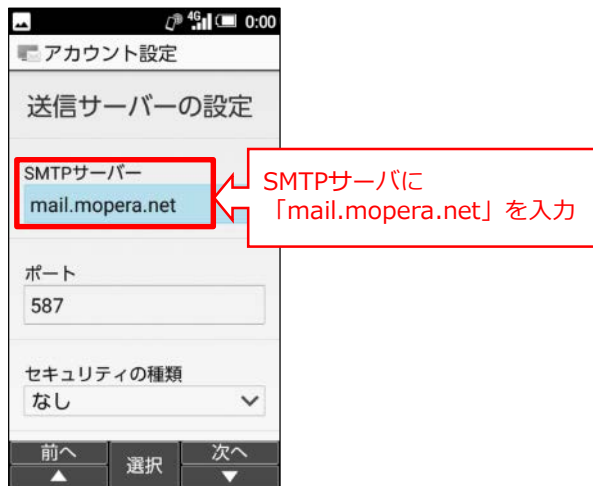 4G 0:00
アカウント設定
送信サーバーの設定
SMTPサーバー
mail.mopera.net
SMTPサーバに
「mail.mopera.net」を入力
ポート
587
セキュリティの種類
なし
前へ 選択 次へ